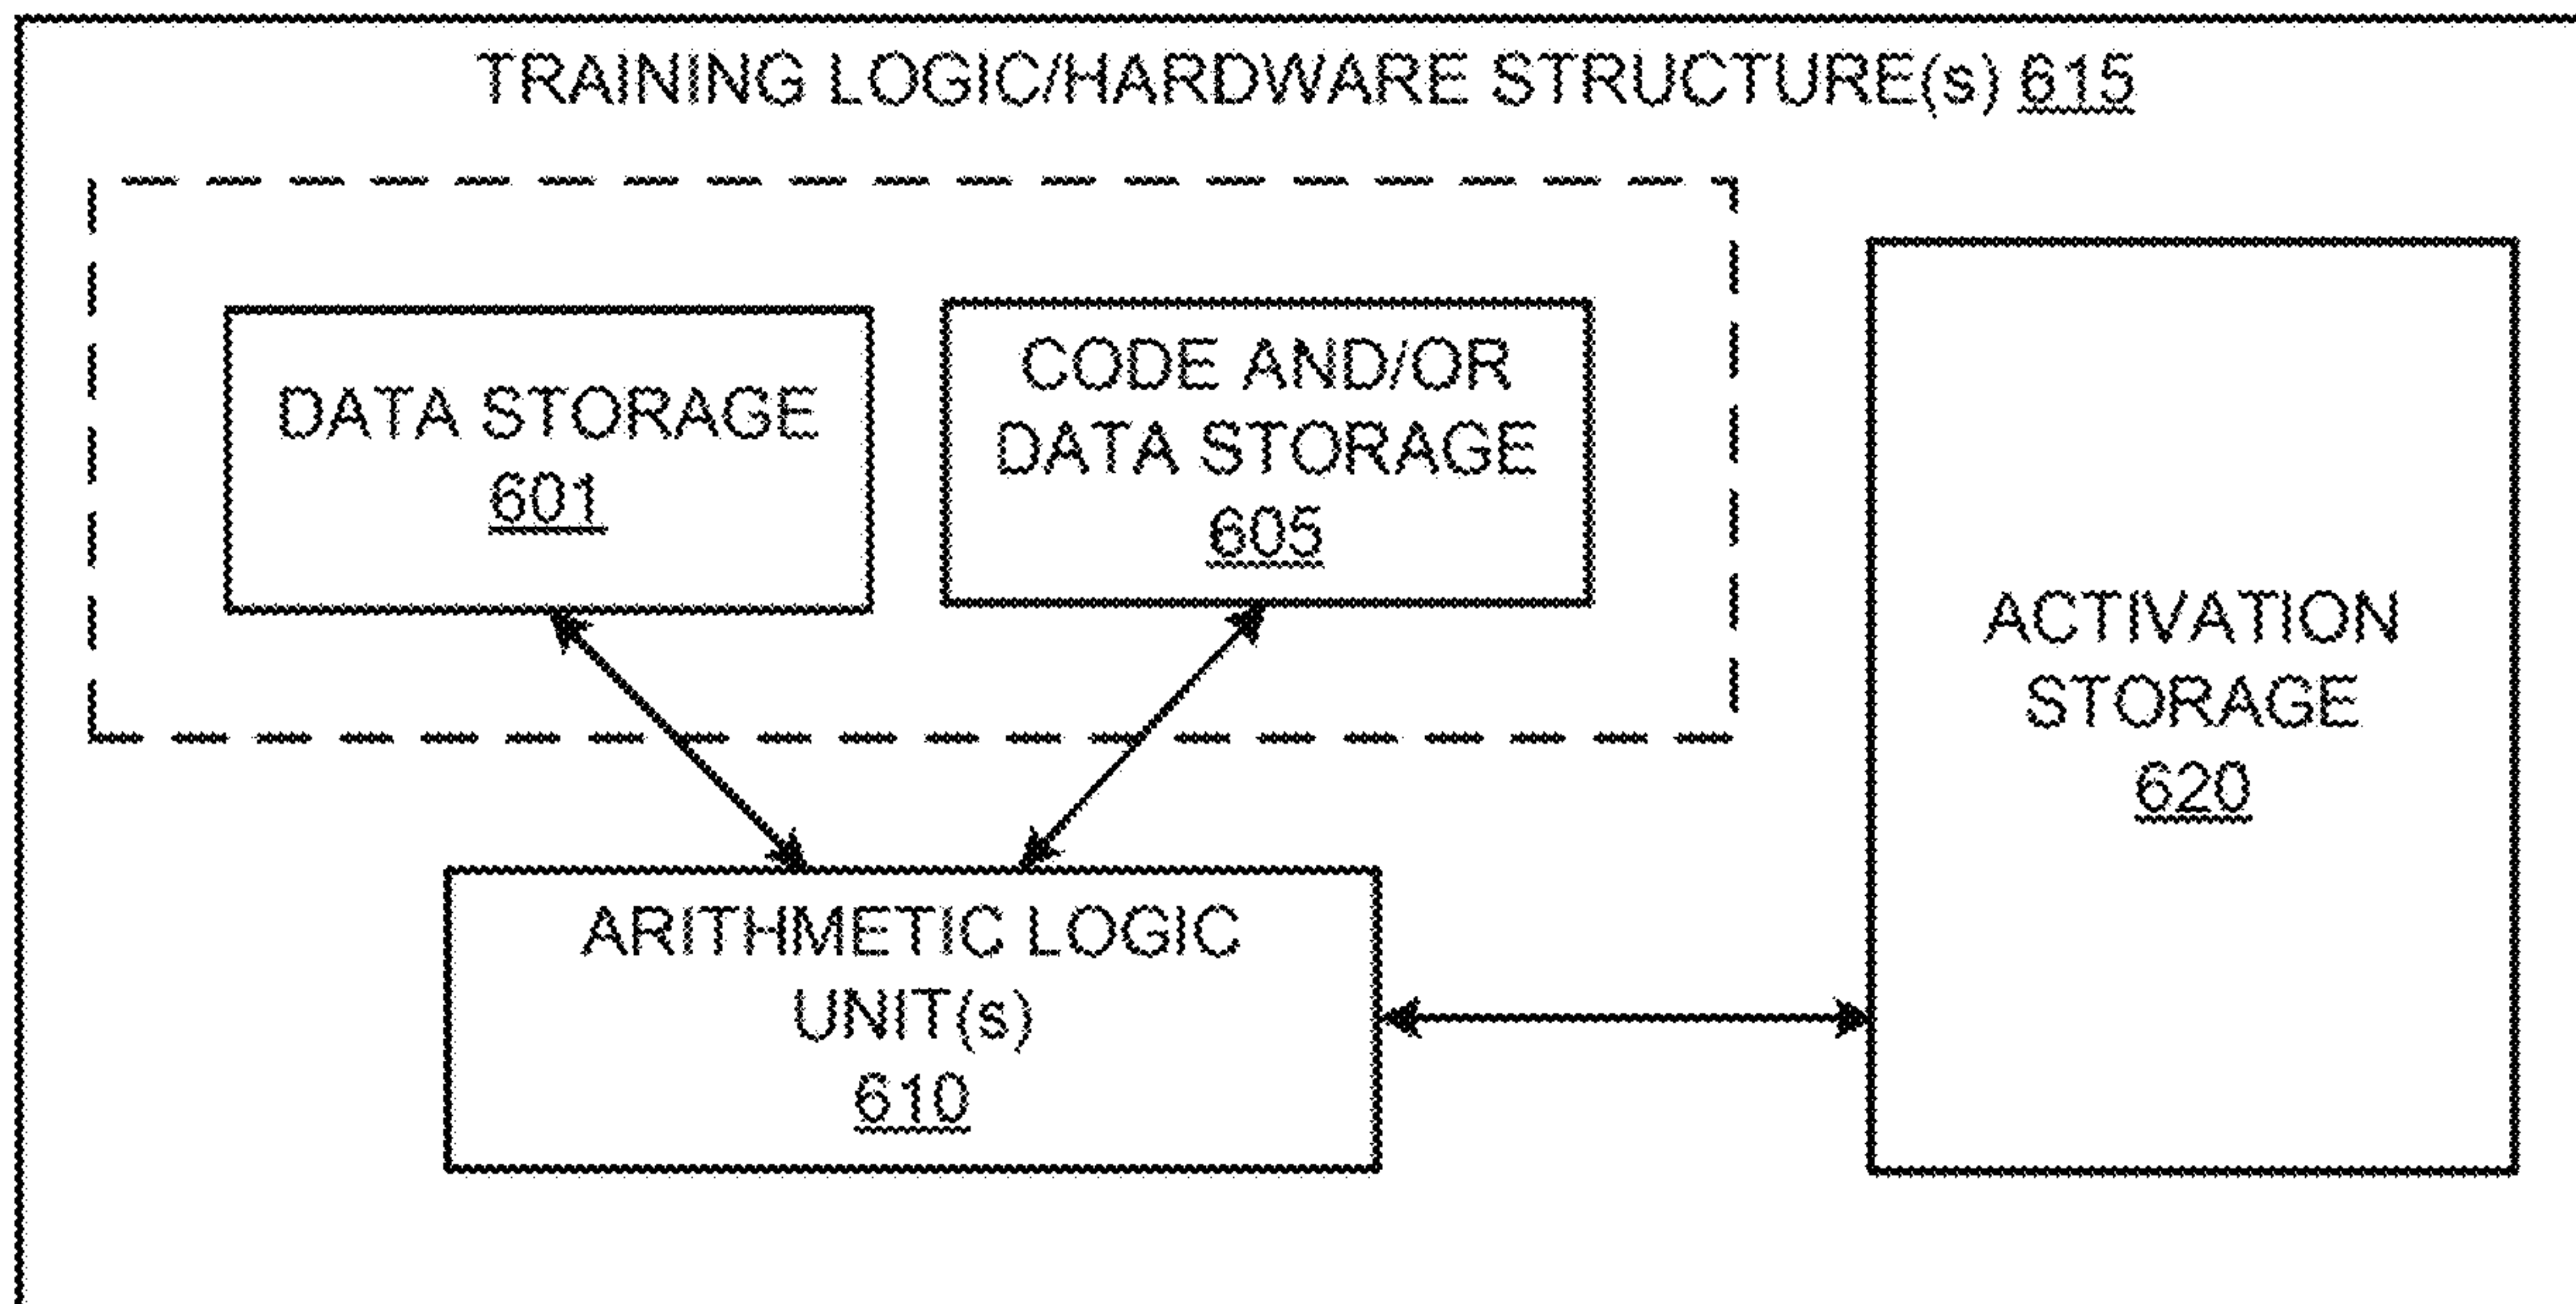 TRAINING LOGIC/HARDWARE STRUCTURE(s) 615
DATA STORAGE
601
CODE AND/OR
DATA STORAGE
605
ACTIVATION
STORAGE
620
ARITHMETIC LOGIC
UNIT(s)
610